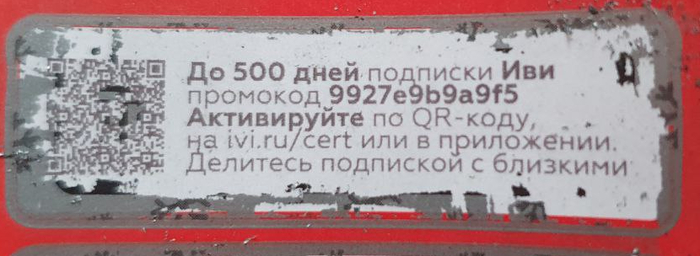 До 500 дней подписки Иви
промокод 9927e9b9a9f5
Активируйте по QR-коду,
на ivi.ru/cert или в приложении.
Делитесь подпиской с близкими